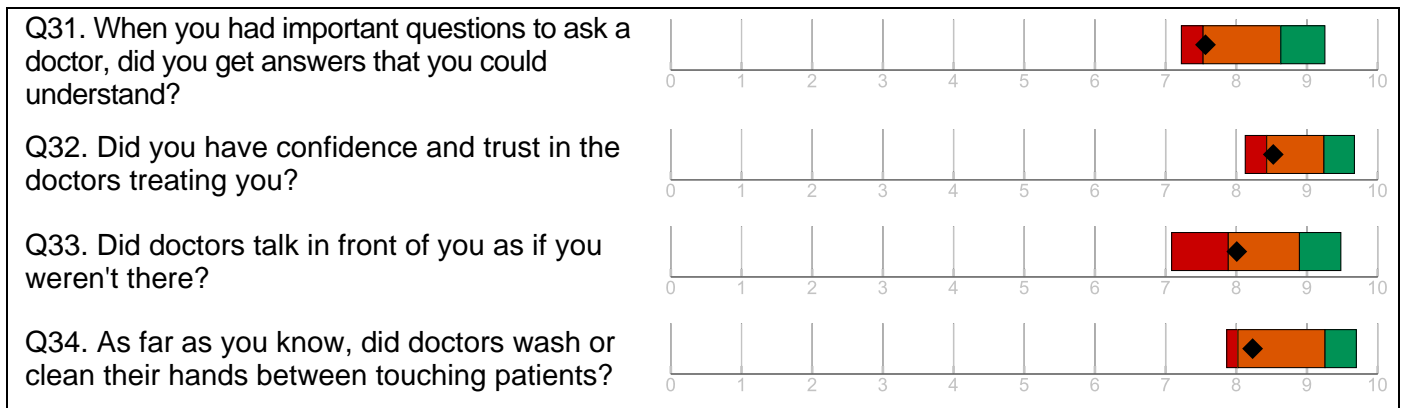 Q31. When you had important questions to ask a
doctor, did you get answers that you could
understand?
0 1 2 3 4 5 6 7 8 9 10
Q32. Did you have confidence and trust in the
doctors treating you?
0 1 2 3 4 5 6 7 8 9 10
Q33. Did doctors talk in front of you as if you
weren't there?
0 1 2 3 4 5 6 7 8 9 10
Q34. As far as you know, did doctors wash or
clean their hands between touching patients?
0 1 2 3 4 5 6 7 8 9 10